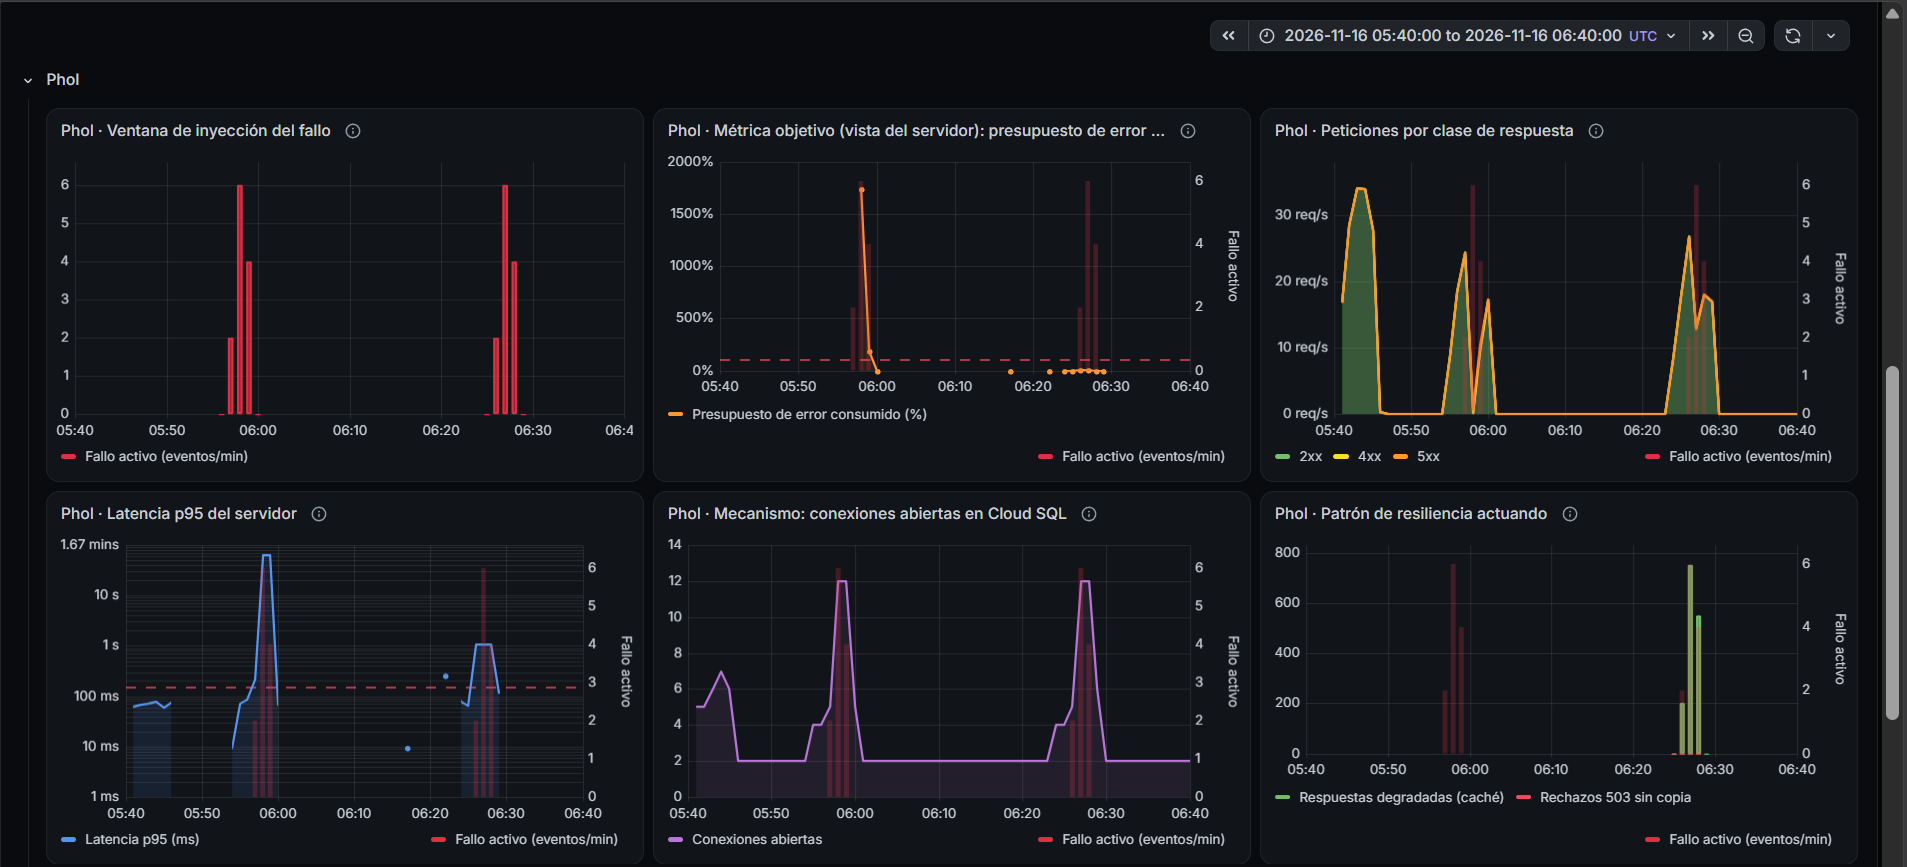 2026-11-16 05:40:00 to 2026-11-16 06:40:00 UTC
Phol
Phol · Ventana de inyección del fallo
6
5
4
3
2
1
0
05:40 05:50 06:00 06:10 06:20 06:30 06:4
Fallo activo (eventos/min)
Phol · Métrica objetivo (vista del servidor): presupuesto de error ...
2000%
1500%
1000%
500%
0%
6
4
2
0
Fallo activo
05:40 05:50 06:00 06:10 06:20 06:30 06:40
Presupuesto de error consumido (%)
Fallo activo (eventos/min)
Phol · Peticiones por clase de respuesta
30 req/s
20 req/s
10 req/s
0 req/s
6
5
4
3
2
1
0
Fallo activo
05:40 05:50 06:00 06:10 06:20 06:30 06:40
2xx 4xx 5xx Fallo activo (eventos/min)
Phol · Latencia p95 del servidor
1.67 mins
10 s
1 s
100 ms
10 ms
1 ms
6
5
4
3
2
1
0
Fallo activo
05:40 05:50 06:00 06:10 06:20 06:30 06:40
Latencia p95 (ms) Fallo activo (eventos/min)
Phol · Mecanismo: conexiones abiertas en Cloud SQL
14
12
10
8
6
4
2
0
6
5
4
3
2
1
0
Fallo activo
05:40 05:50 06:00 06:10 06:20 06:30 06:40
Conexiones abiertas Fallo activo (eventos/min)
Phol · Patrón de resiliencia actuando
800
600
400
200
0
6
4
2
0
Fallo activo
05:40 05:50 06:00 06:10 06:20 06:30 06:40
Respuestas degradadas (caché) Rechazos 503 sin copia
Fallo activo (eventos/min)